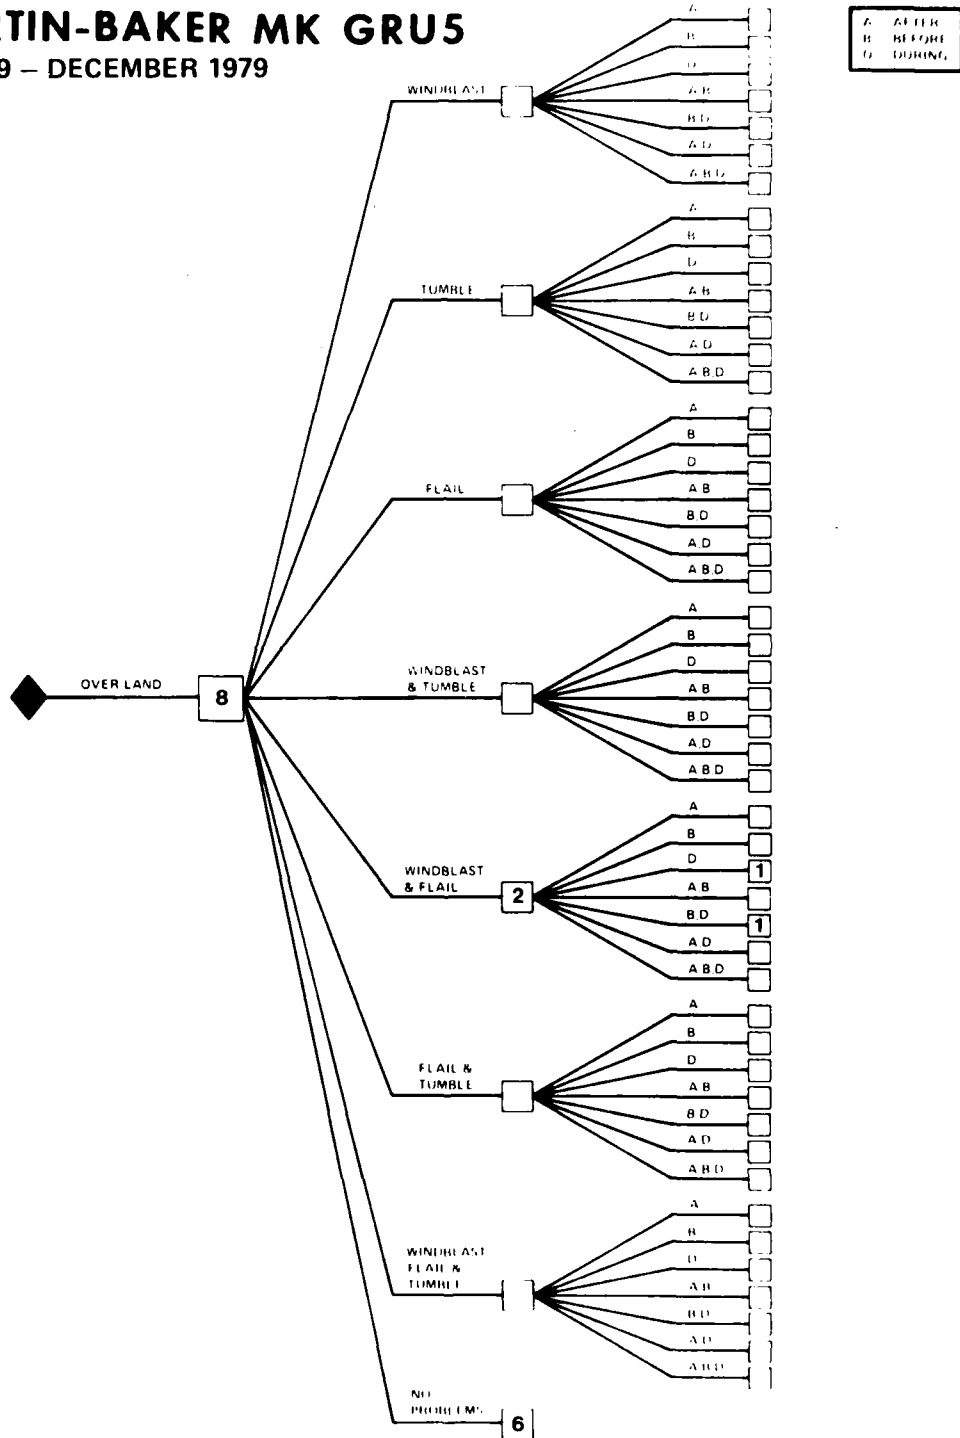 RTIN-BAKER MK GRU5
9 – DECEMBER 1979
A AFTER
B BEFORE
D DURING
WINDBLAST
A
B
D
A B
B D
A D
A B D
TUMBLE
A
B
D
A B
B D
A D
A B,D
FLAIL
A
B
D
A B
B,D
A,D
A B,D
OVER LAND
8
WINDBLAST
& TUMBLE
A
B
D
A B
B,D
A,D
A B D
WINDBLAST
& FLAIL
2
A
B
D
1
A,B
B,D
1
A,D
A B,D
FLAIL &
TUMBLE
A
B
D
A B
B D
A D
A B D
WINDBLAST
FLAIL &
TUMBLE
A
B
D
A B
B D
A D
A B D
NO
PROBLEMS
6